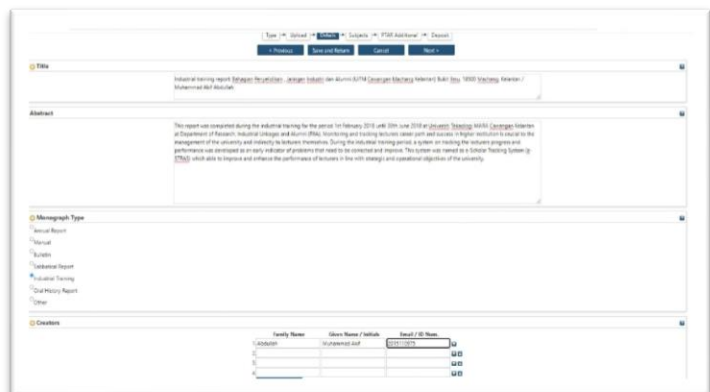 Type Upload Details Subjects PTAR Additional Deposit
< Previous Save and Return Cancel Next >
Title
Industrial training report Bahagian Penyelidikan, Jaringan Industri dan Alumni (UiTM Cawangan Machang Kelantan) Bukit Ilmu, 18500 Machang, Kelantan /
Muhammad Akif Abdullah
Abstract
This report was completed during the industrial training for the period 1st February 2018 until 30th June 2018 at Universiti Teknologi MARA Cawangan Kelantan
at Department of Research, Industrial Linkages and Alumni (PJIA). Monitoring and tracking lecturers career path and success in higher institution is crucial to the
management of the university and indirectly to lecturers themselves. During the industrial training period, a system on tracking the lecturers progress and
performance was developed as an early indicator of problems that need to be corrected and improve. This system was named is e-Scholar Tracking System (e-
STRAS) which able to improve and enhance the performance of lecturers in line with strategic and operational objectives of the university.
Monograph Type
Annual Report
Manual
Bulletin
Sabbatical Report
Industrial Training
Oral History Report
Other
Creators
Family Name Given Name / Initials Email / ID Num.
1. Abdullah Muhammad Akif
2.
3.
4.